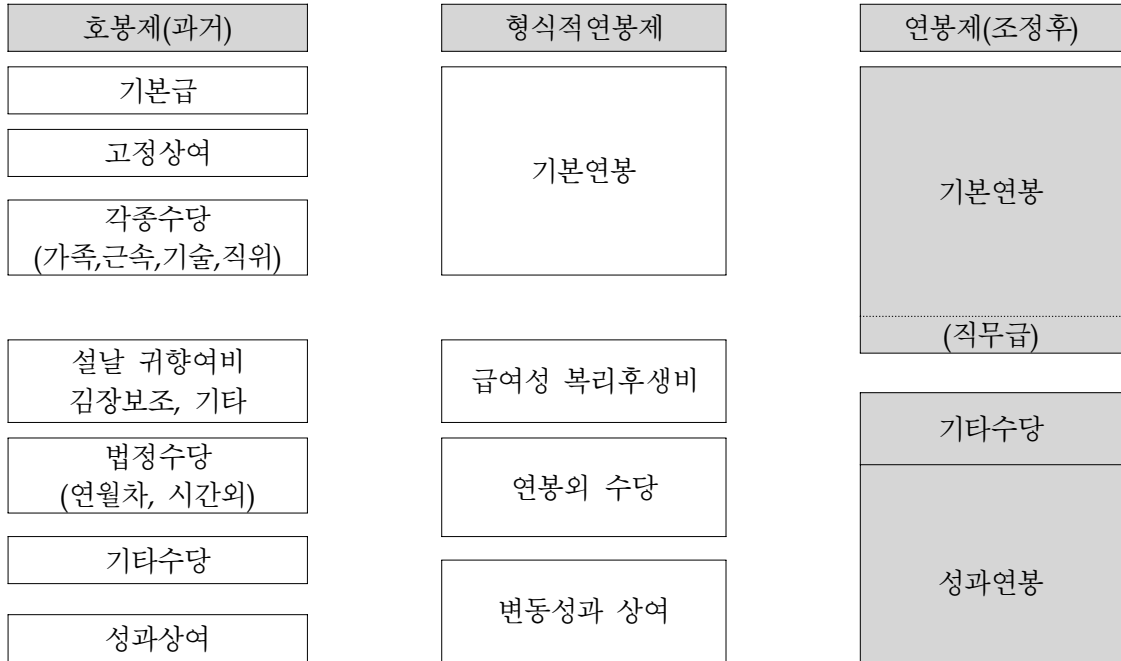 호봉제(과거)
기본급
고정상여
각종수당
(가족,근속,기술,직위)
설날 귀향여비
김장보조, 기타
법정수당
(연월차, 시간외)
기타수당
성과상여
형식적연봉제
기본연봉
급여성 복리후생비
연봉외 수당
변동성과 상여
연봉제(조정후)
기본연봉
(직무급)
기타수당
성과연봉